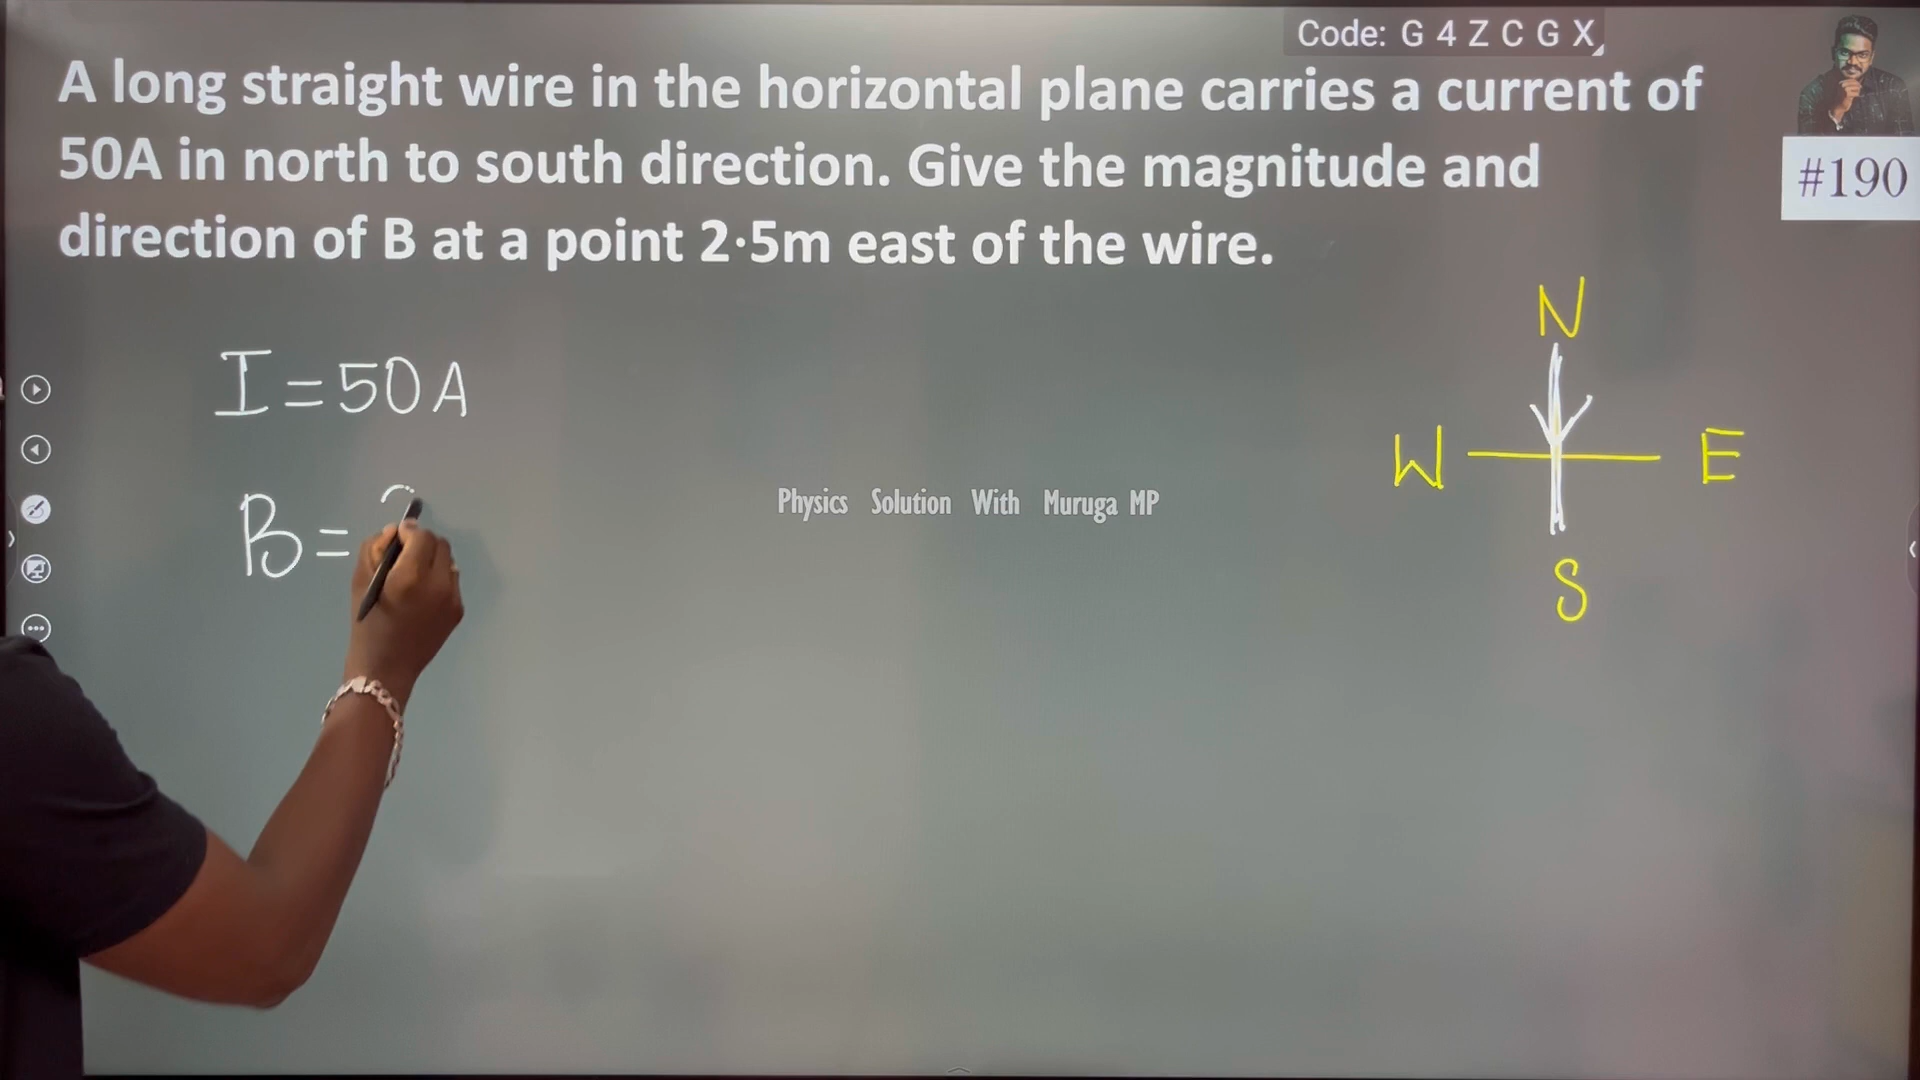 Code: G 4 Z C G X
A long straight wire in the horizontal plane carries a current of
50A in north to south direction. Give the magnitude and
direction of B at a point 2·5m east of the wire.
#190
N
I=50A
W E
Physics Solution With Muruga MP
B=
S